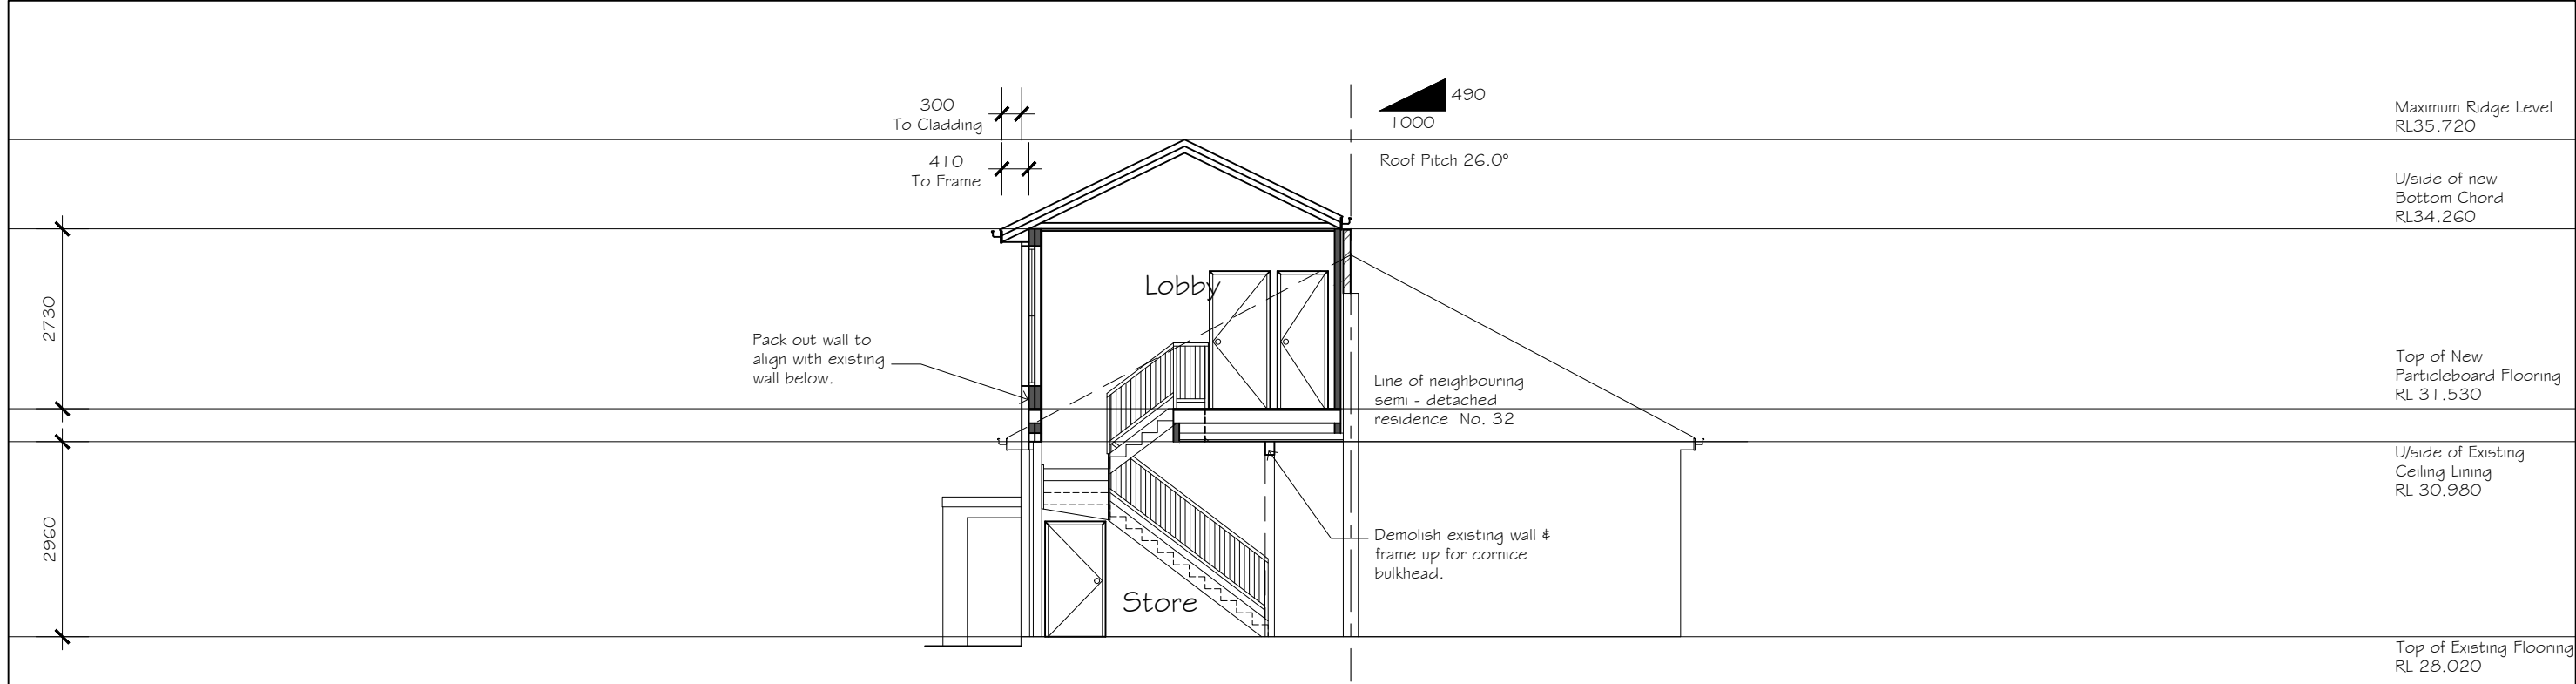 300
To Cladding
490
1000
Maximum Ridge Level
RL35.720
410
To Frame
Roof Pitch 26.0°
U/side of new
Bottom Chord
RL34.260
Lobby
2730
Pack out wall to
align with existing
wall below.
Line of neighbouring
semi - detached
residence No. 32
Top of New
Particleboard Flooring
RL 31.530
U/side of Existing
Ceiling Lining
RL 30.980
2960
Demolish existing wall &
frame up for cornice
bulkhead.
Store
Top of Existing Flooring
RL 28.020